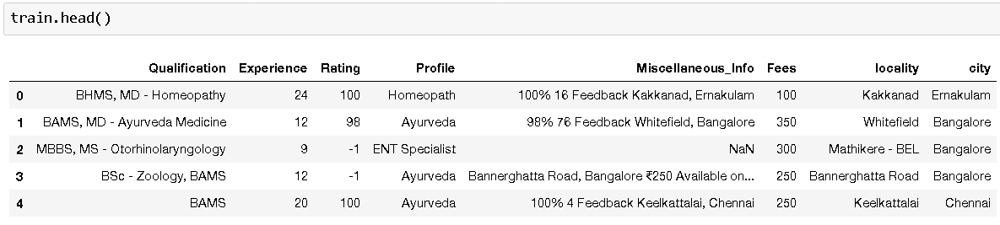 train.head()
Qualification Experience Rating Profile Miscellaneous_Info Fees locality city
0 BHMS, MD - Homeopathy 24 100 Homeopath 100% 16 Feedback Kakkanad, Ernakulam 100 Kakkanad Ernakulam
1 BAMS, MD - Ayurveda Medicine 12 98 Ayurveda 98% 76 Feedback Whitefield, Bangalore 350 Whitefield Bangalore
2 MBBS, MS - Otorhinolaryngology 9 -1 ENT Specialist NaN 300 Mathikere - BEL Bangalore
3 BSc - Zoology, BAMS 12 -1 Ayurveda Bannerghatta Road, Bangalore ₹250 Available on... 250 Bannerghatta Road Bangalore
4 BAMS 20 100 Ayurveda 100% 4 Feedback Keelkattalai, Chennai 250 Keelkattalai Chennai